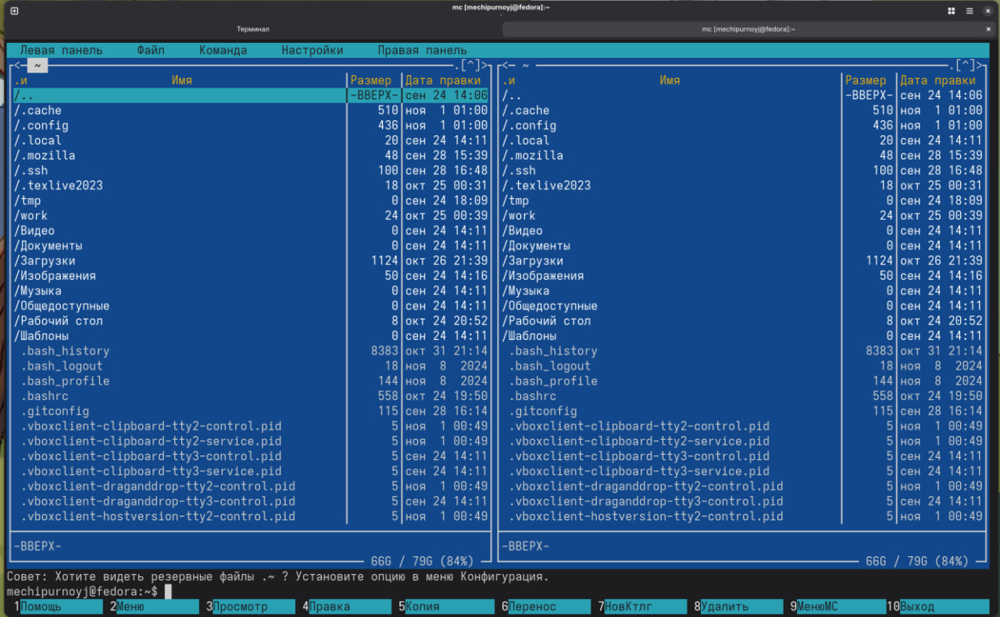 mc [mechipurnoyj@fedora]:~
~
Терминал mc [mechipurnoyj@fedora]:~
Левая панель Файл Команда Настройки Правая панель
<— ~ .[^]> <— ~ .[^]>
.и Имя Размер Дата правки .и Имя Размер Дата правки
/.. -ВВЕРХ- сен 24 14:06 /.. -ВВЕРХ- сен 24 14:06
/.cache 510 ноя 1 01:00 /.cache 510 ноя 1 01:00
/.config 436 ноя 1 01:00 /.config 436 ноя 1 01:00
/.local 20 сен 24 14:11 /.local 20 сен 24 14:11
/.mozilla 48 сен 28 15:39 /.mozilla 48 сен 28 15:39
/.ssh 100 сен 28 16:48 /.ssh 100 сен 28 16:48
/.texlive2023 18 окт 25 00:31 /.texlive2023 18 окт 25 00:31
/tmp 0 сен 24 18:09 /tmp 0 сен 24 18:09
/work 24 окт 25 00:39 /work 24 окт 25 00:39
/Видео 0 сен 24 14:11 /Видео 0 сен 24 14:11
/Документы 0 сен 24 14:11 /Документы 0 сен 24 14:11
/Загрузки 1124 окт 26 21:39 /Загрузки 1124 окт 26 21:39
/Изображения 50 сен 24 14:16 /Изображения 50 сен 24 14:16
/Музыка 0 сен 24 14:11 /Музыка 0 сен 24 14:11
/Общедоступные 0 сен 24 14:11 /Общедоступные 0 сен 24 14:11
/Рабочий стол 8 окт 24 20:52 /Рабочий стол 8 окт 24 20:52
/Шаблоны 0 сен 24 14:11 /Шаблоны 0 сен 24 14:11
.bash_history 8383 окт 31 21:14 .bash_history 8383 окт 31 21:14
.bash_logout 18 ноя 8 2024 .bash_logout 18 ноя 8 2024
.bash_profile 144 ноя 8 2024 .bash_profile 144 ноя 8 2024
.bashrc 558 окт 24 19:50 .bashrc 558 окт 24 19:50
.gitconfig 115 сен 28 16:14 .gitconfig 115 сен 28 16:14
.vboxclient-clipboard-tty2-control.pid 5 ноя 1 00:49 .vboxclient-clipboard-tty2-control.pid 5 ноя 1 00:49
.vboxclient-clipboard-tty2-service.pid 5 ноя 1 00:49 .vboxclient-clipboard-tty2-service.pid 5 ноя 1 00:49
.vboxclient-clipboard-tty3-control.pid 5 сен 24 14:11 .vboxclient-clipboard-tty3-control.pid 5 сен 24 14:11
.vboxclient-clipboard-tty3-service.pid 5 сен 24 14:11 .vboxclient-clipboard-tty3-service.pid 5 сен 24 14:11
.vboxclient-draganddrop-tty2-control.pid 5 ноя 1 00:49 .vboxclient-draganddrop-tty2-control.pid 5 ноя 1 00:49
.vboxclient-draganddrop-tty3-control.pid 5 сен 24 14:11 .vboxclient-draganddrop-tty3-control.pid 5 сен 24 14:11
.vboxclient-hostversion-tty2-control.pid 5 ноя 1 00:49 .vboxclient-hostversion-tty2-control.pid 5 ноя 1 00:49
-ВВЕРХ- -ВВЕРХ-
66G / 79G (84%) 66G / 79G (84%)
Совет: Хотите видеть резервные файлы .~ ? Установите опцию в меню Конфигурация.
mechipurnoyj@fedora:~$
1Помощь 2Меню 3Просмотр 4Правка 5Копия 6Перенос 7НовКтлг 8Удалить 9МенюMC 10Выход